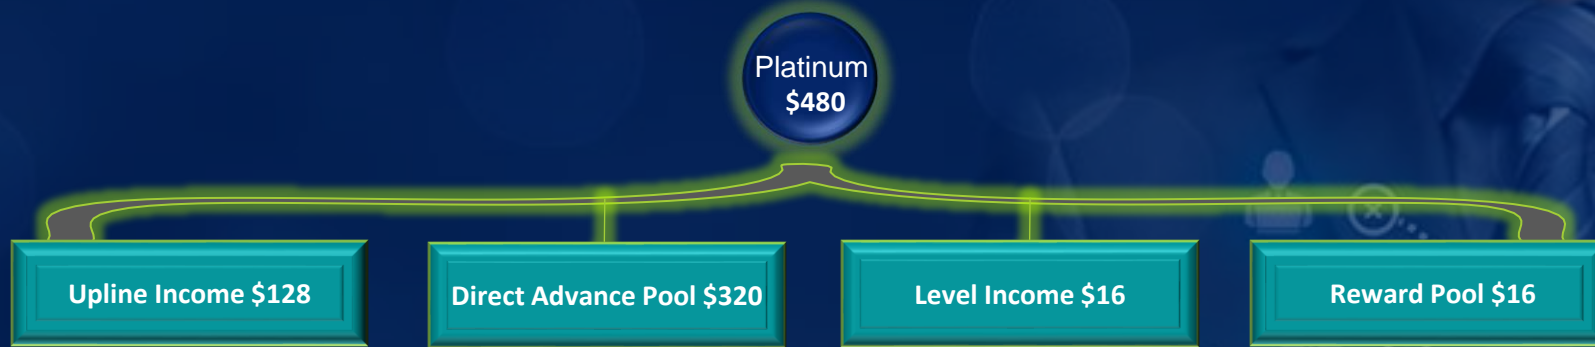 Platinum
$480
Upline Income $128
Direct Advance Pool $320
Level Income $16
Reward Pool $16